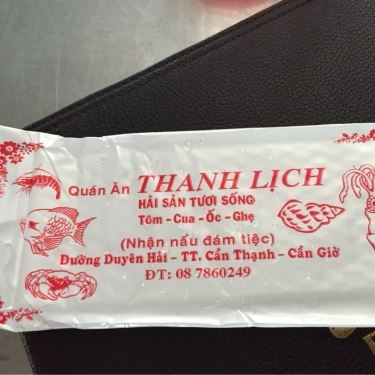 Quán Ăn THANH LỊCH
HẢI SẢN TƯƠI SỐNG
Tôm - Cua - Ốc - Ghẹ
(Nhận nấu đám tiệc)
Đường Duyên Hải - TT. Cần Thạnh - Cần Giờ
ĐT: 08 7860249